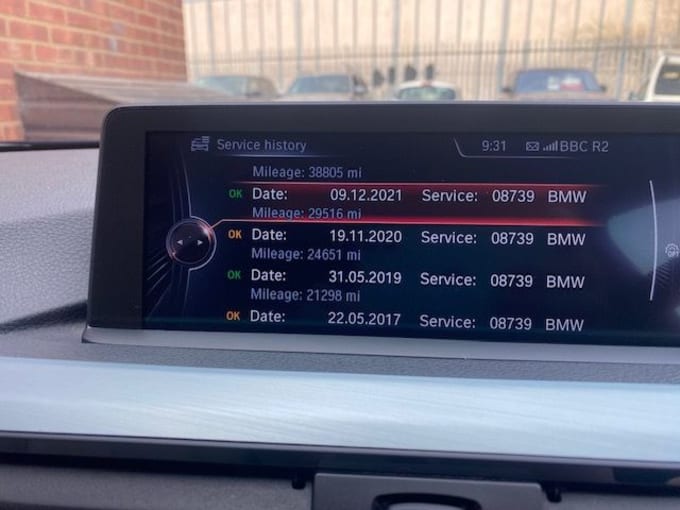 Service history 9:31 BBC R2
Mileage: 38805 mi
OK Date: 09.12.2021 Service: 08739 BMW
Mileage: 29516 mi
OK Date: 19.11.2020 Service: 08739 BMW
Mileage: 24651 mi
OK Date: 31.05.2019 Service: 08739 BMW
Mileage: 21298 mi
OK Date: 22.05.2017 Service: 08739 BMW